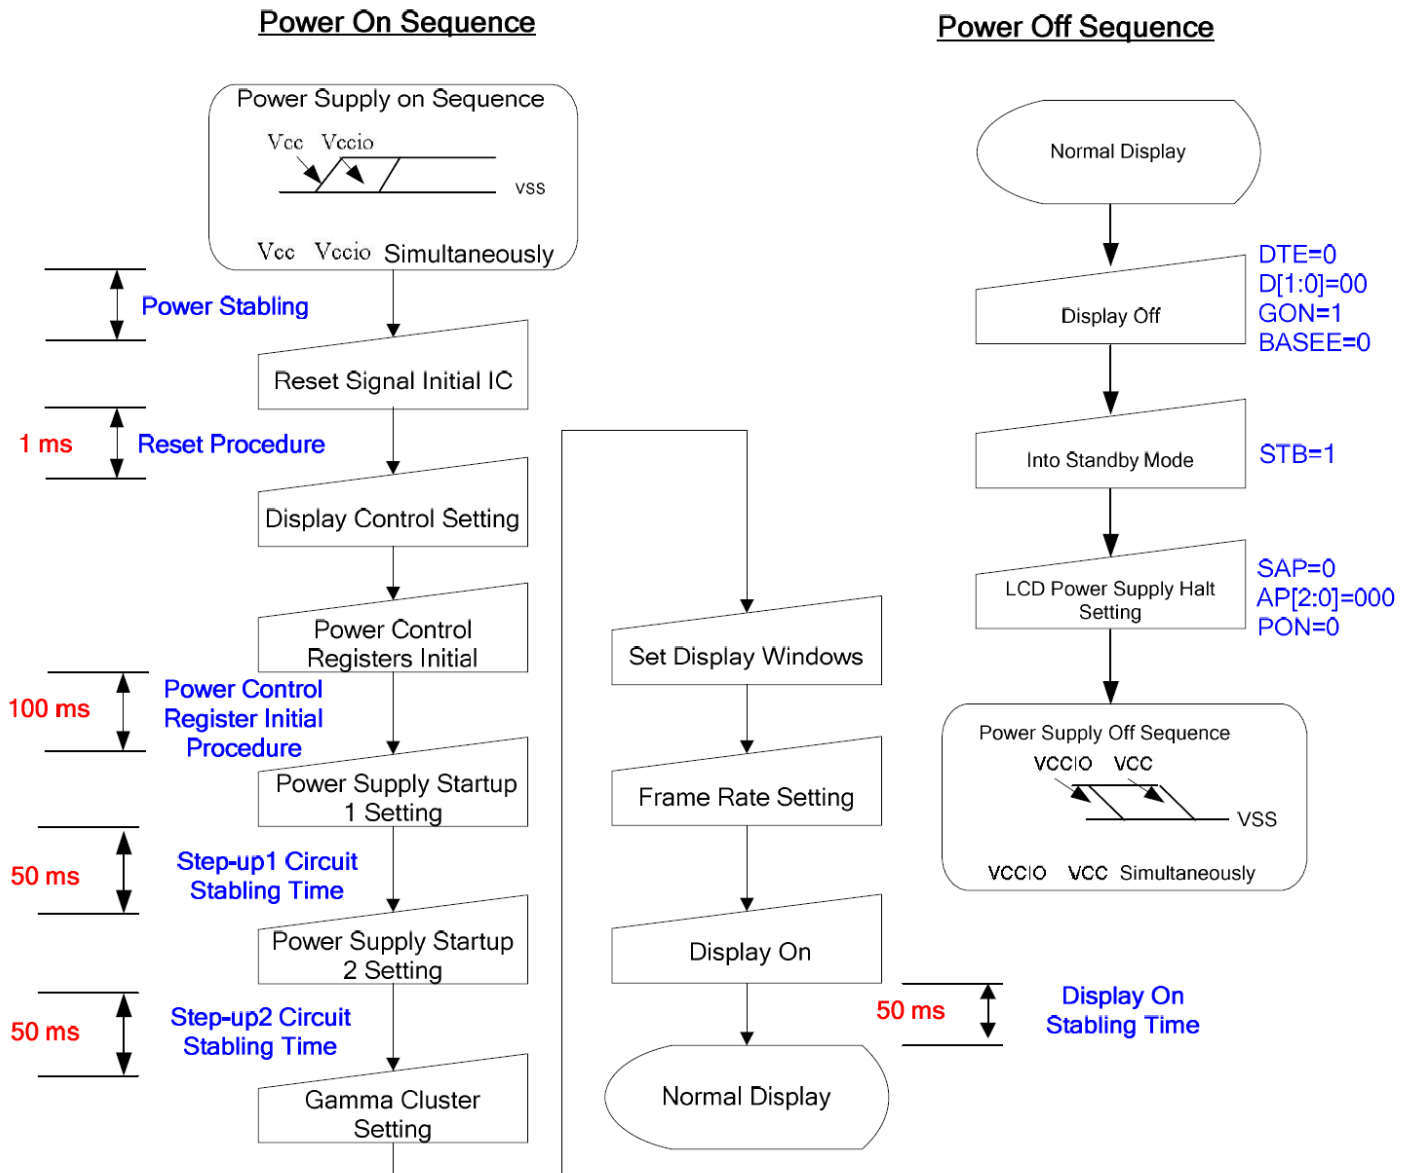 Power On Sequence
Power Supply on Sequence
Vcc Vccio
VSS
Vcc Vccio Simultaneously
Power Stabling
Reset Signal Initial IC
1 ms
Reset Procedure
Display Control Setting
Power Control
Registers Initial
100 ms
Power Control
Register Initial
Procedure
Power Supply Startup
1 Setting
50 ms
Step-up1 Circuit
Stabling Time
Power Supply Startup
2 Setting
50 ms
Step-up2 Circuit
Stabling Time
Gamma Cluster
Setting
Set Display Windows
Frame Rate Setting
Display On
50 ms
Display On
Stabling Time
Normal Display
Power Off Sequence
Normal Display
Display Off
DTE=0
D[1:0]=00
GON=1
BASEE=0
Into Standby Mode
STB=1
LCD Power Supply Halt
Setting
SAP=0
AP[2:0]=000
PON=0
Power Supply Off Sequence
VCCIO VCC
VSS
VCCIO VCC Simultaneously